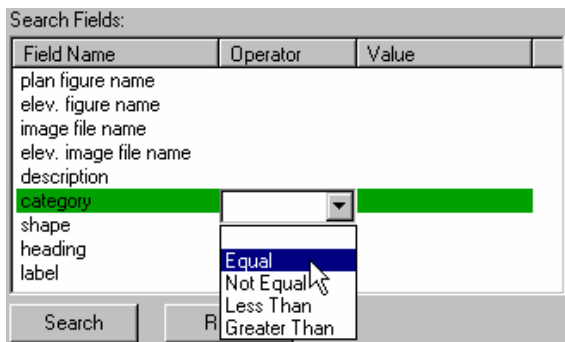 Search Fields:
Field Name Operator Value
plan figure name
elev. figure name
image file name
elev. image file name
description
category
shape
heading
label
Equal
Not Equal
Less Than
Greater Than
Search R